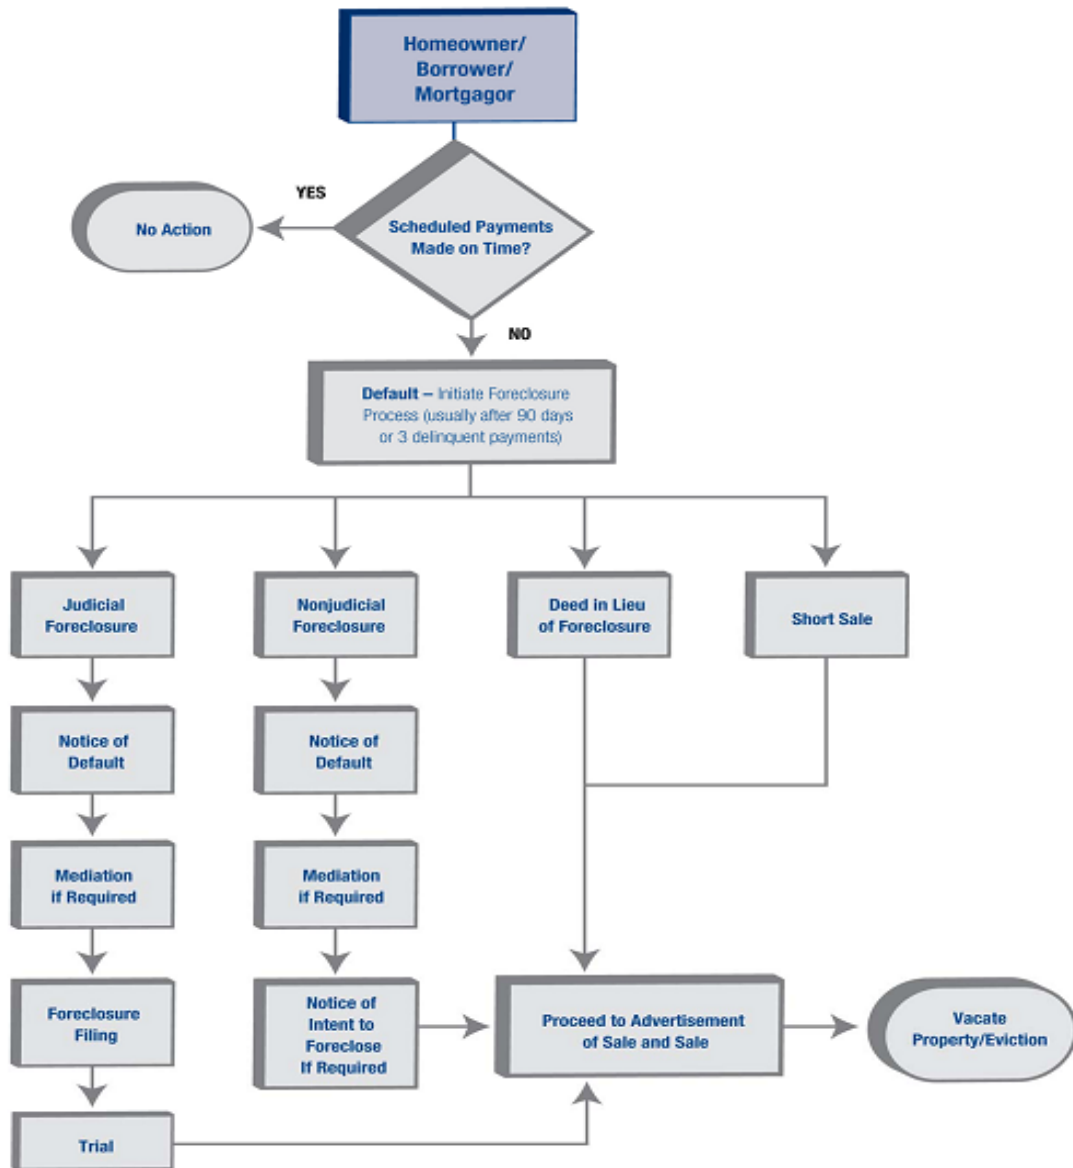 Homeowner/
Borrower/
Mortgagor
YES
No Action
Scheduled Payments
Made on Time?
NO
Default – Initiate Foreclosure
Process (usually after 90 days
or 3 delinquent payments)
Judicial
Foreclosure
Nonjudicial
Foreclosure
Deed in Lieu
of Foreclosure
Short Sale
Notice of
Default
Notice of
Default
Mediation
if Required
Mediation
if Required
Foreclosure
Filing
Notice of
Intent to
Foreclose
If Required
Proceed to Advertisement
of Sale and Sale
Vacate
Property/Eviction
Trial